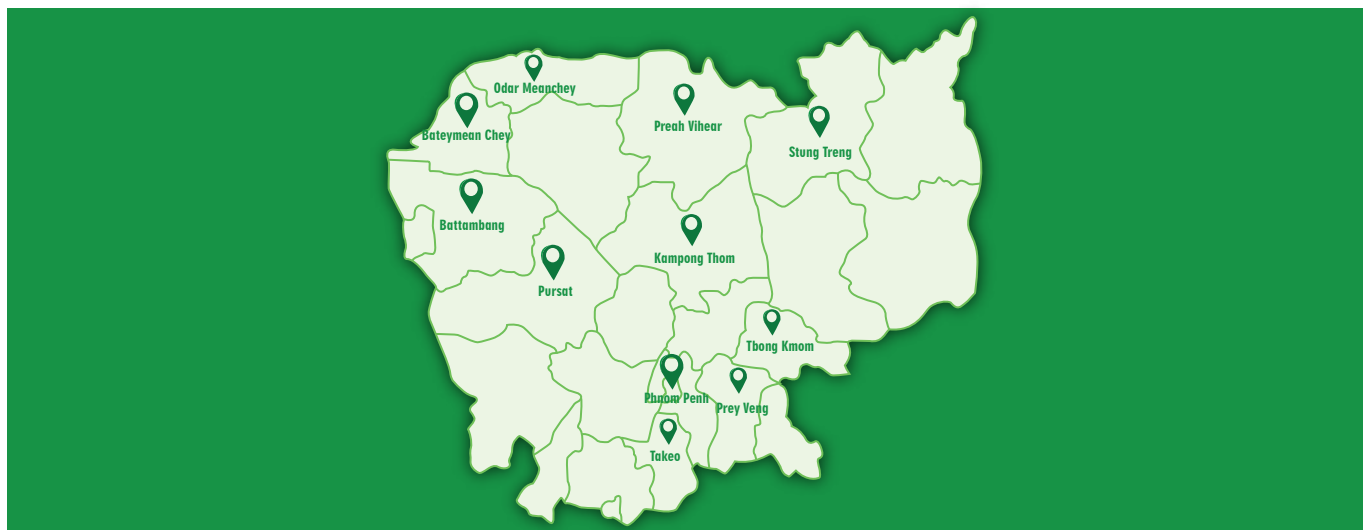 Odar Meanchey
Bateymean Chey
Preah Vihear
Stung Treng
Battambang
Kampong Thom
Pursat
Tbong Kmom
Phnom Penh
Prey Veng
Takeo